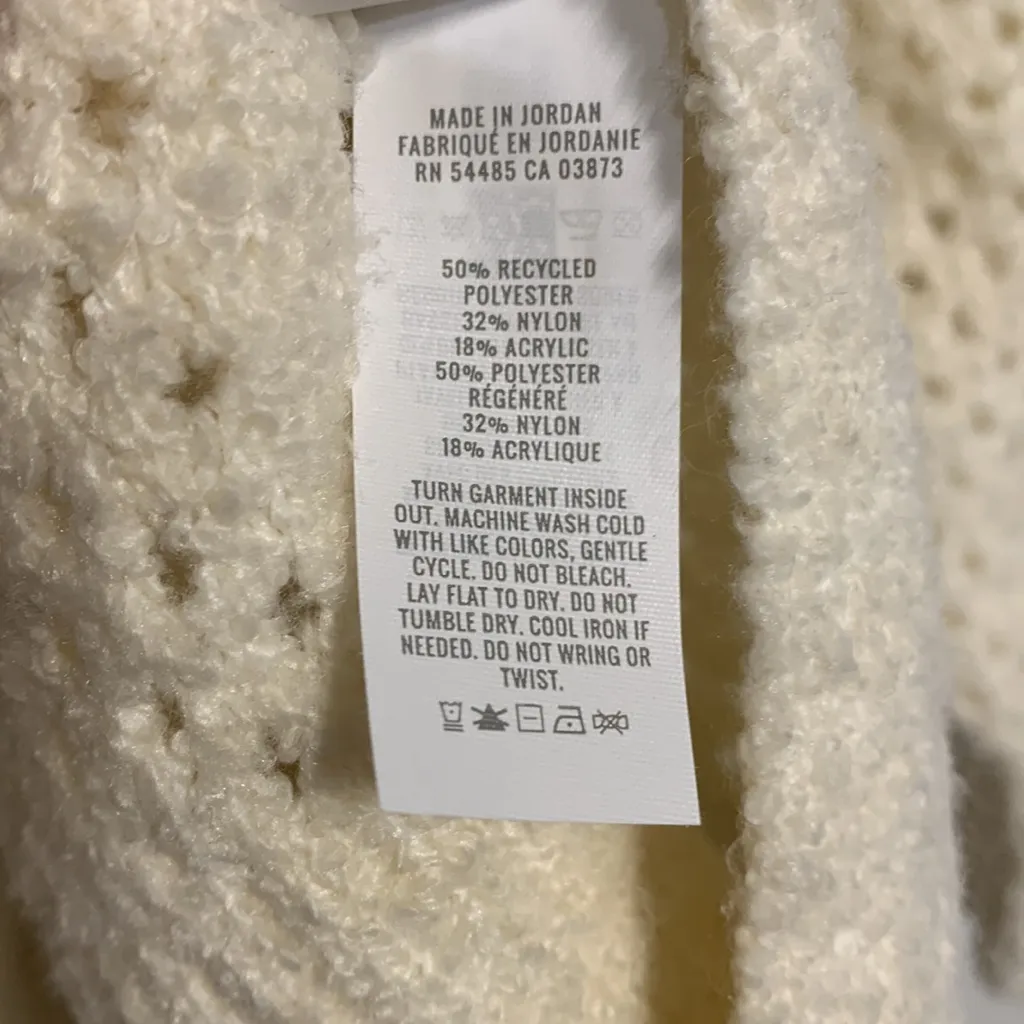 MADE IN JORDAN
FABRIQUÉ EN JORDANIE
RN 54485 CA 03873
50% RECYCLED
POLYESTER
32% NYLON
18% ACRYLIC
50% POLYESTER
RÉGÉNÉRÉ
32% NYLON
18% ACRYLIQUE
TURN GARMENT INSIDE
OUT. MACHINE WASH COLD
WITH LIKE COLORS, GENTLE
CYCLE. DO NOT BLEACH.
LAY FLAT TO DRY. DO NOT
TUMBLE DRY. COOL IRON IF
NEEDED. DO NOT WRING OR
TWIST.